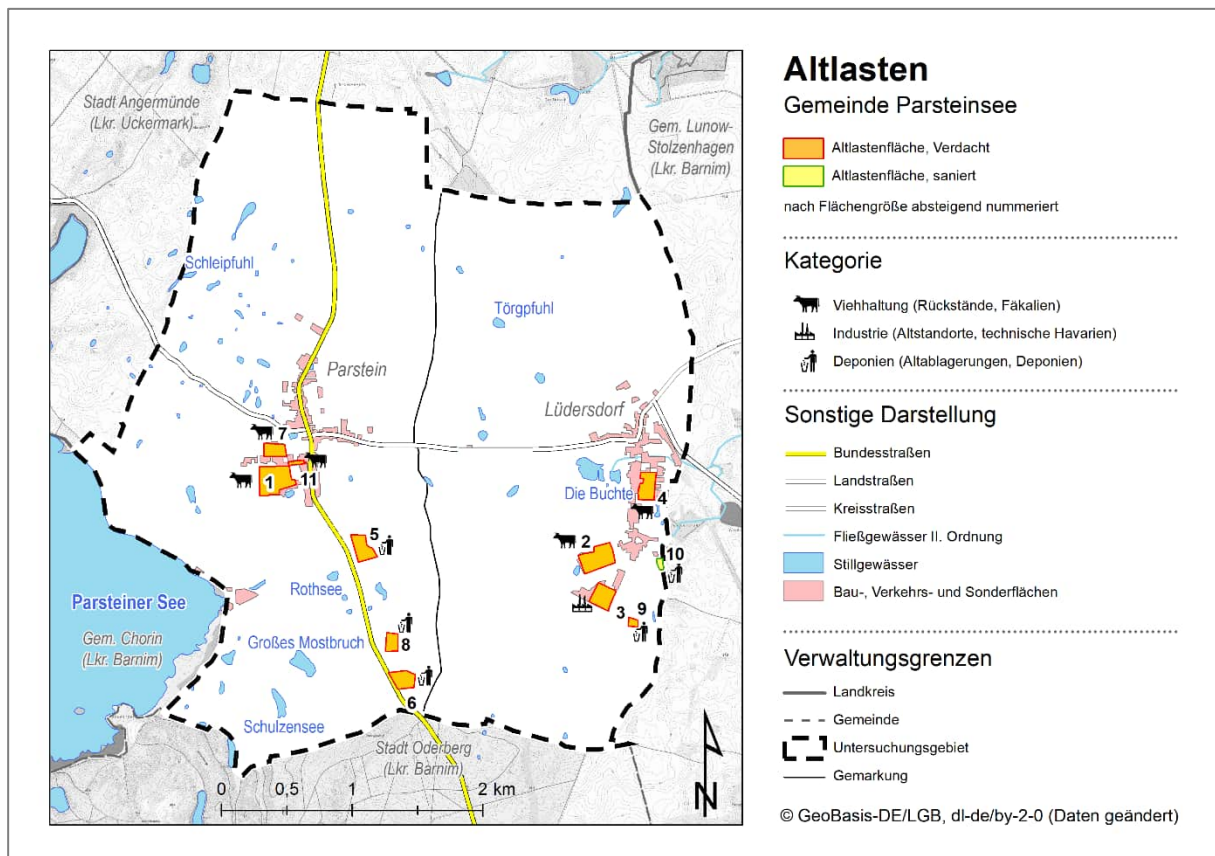 Stadt Angermünde
(Lkr. Uckermark)
Gem. Lunow-
Stolzenhagen
(Lkr. Barnim)
Schleipfuhl
Törgpfuhl
Parstein
Lüdersdorf
7
1
11
Die Buchte
4
5
2
10
Rothsee
3
9
Parsteiner See
Gem. Chorin
(Lkr. Barnim)
Großes Mostbruch
8
6
Schulzensee
Stadt Oderberg
(Lkr. Barnim)
0 0,5 1 2 km
N
Altlasten
Gemeinde Parsteinsee
Altlastenfläche, Verdacht
Altlastenfläche, saniert
nach Flächengröße absteigend nummeriert
Kategorie
Viehhaltung (Rückstände, Fäkalien)
Industrie (Altstandorte, technische Havarien)
Deponien (Altablagerungen, Deponien)
Sonstige Darstellung
Bundesstraßen
Landstraßen
Kreisstraßen
Fließgewässer II. Ordnung
Stillgewässer
Bau-, Verkehrs- und Sonderflächen
Verwaltungsgrenzen
Landkreis
Gemeinde
Untersuchungsgebiet
Gemarkung
© GeoBasis-DE/LGB, dl-de/by-2-0 (Daten geändert)